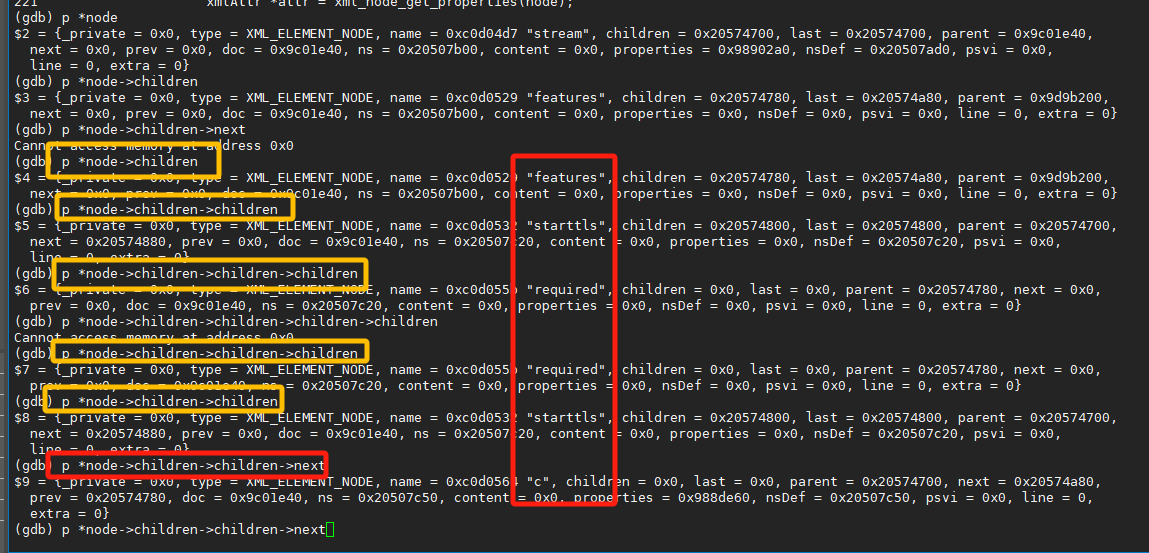 221                     xmlAttr *attr = xml_node_get_properties(node);
(gdb) p *node
$2 = {_private = 0x0, type = XML_ELEMENT_NODE, name = 0xc0d04d7 "stream", children = 0x20574700, last = 0x20574700, parent = 0x9c01e40,
  next = 0x0, prev = 0x0, doc = 0x9c01e40, ns = 0x20507b00, content = 0x0, properties = 0x98902a0, nsDef = 0x20507ad0, psvi = 0x0,
  line = 0, extra = 0}
(gdb) p *node->children
$3 = {_private = 0x0, type = XML_ELEMENT_NODE, name = 0xc0d0529 "features", children = 0x20574780, last = 0x20574a80, parent = 0x9d9b200,
  next = 0x0, prev = 0x0, doc = 0x9c01e40, ns = 0x20507b00, content = 0x0, properties = 0x0, nsDef = 0x0, psvi = 0x0, line = 0, extra = 0}
(gdb) p *node->children->next
Cannot access memory at address 0x0
(gdb) p *node->children
$4 = {_private = 0x0, type = XML_ELEMENT_NODE, name = 0xc0d0529 "features", children = 0x20574780, last = 0x20574a80, parent = 0x9d9b200,
  next = 0x0, prev = 0x0, doc = 0x9c01e40, ns = 0x20507b00, content = 0x0, properties = 0x0, nsDef = 0x0, psvi = 0x0, line = 0, extra = 0}
(gdb) p *node->children->children
$5 = {_private = 0x0, type = XML_ELEMENT_NODE, name = 0xc0d0532 "starttls", children = 0x20574800, last = 0x20574800, parent = 0x20574700,
  next = 0x20574880, prev = 0x0, doc = 0x9c01e40, ns = 0x20507c20, content = 0x0, properties = 0x0, nsDef = 0x20507c20, psvi = 0x0,
  line = 0, extra = 0}
(gdb) p *node->children->children->children
$6 = {_private = 0x0, type = XML_ELEMENT_NODE, name = 0xc0d055b "required", children = 0x0, last = 0x0, parent = 0x20574780, next = 0x0,
  prev = 0x0, doc = 0x9c01e40, ns = 0x20507c20, content = 0x0, properties = 0x0, nsDef = 0x0, psvi = 0x0, line = 0, extra = 0}
(gdb) p *node->children->children->children->children
Cannot access memory at address 0x0
(gdb) p *node->children->children->children
$7 = {_private = 0x0, type = XML_ELEMENT_NODE, name = 0xc0d055b "required", children = 0x0, last = 0x0, parent = 0x20574780, next = 0x0,
  prev = 0x0, doc = 0x9c01e40, ns = 0x20507c20, content = 0x0, properties = 0x0, nsDef = 0x0, psvi = 0x0, line = 0, extra = 0}
(gdb) p *node->children->children
$8 = {_private = 0x0, type = XML_ELEMENT_NODE, name = 0xc0d0532 "starttls", children = 0x20574800, last = 0x20574800, parent = 0x20574700,
  next = 0x20574880, prev = 0x0, doc = 0x9c01e40, ns = 0x20507c20, content = 0x0, properties = 0x0, nsDef = 0x20507c20, psvi = 0x0,
  line = 0, extra = 0}
(gdb) p *node->children->children->next
$9 = {_private = 0x0, type = XML_ELEMENT_NODE, name = 0xc0d0564 "c", children = 0x0, last = 0x0, parent = 0x20574700, next = 0x20574a80,
  prev = 0x20574780, doc = 0x9c01e40, ns = 0x20507c50, content = 0x0, properties = 0x988de60, nsDef = 0x20507c50, psvi = 0x0, line = 0,
  extra = 0}
(gdb) p *node->children->children->next